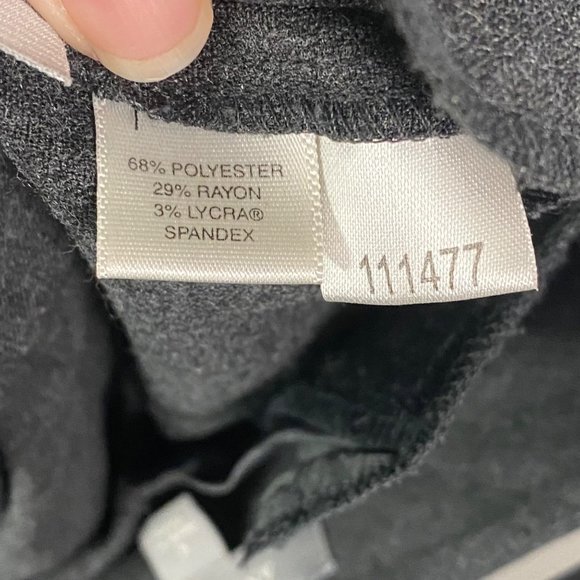 68% POLYESTER
29% RAYON
3% LYCRA®
SPANDEX
111477